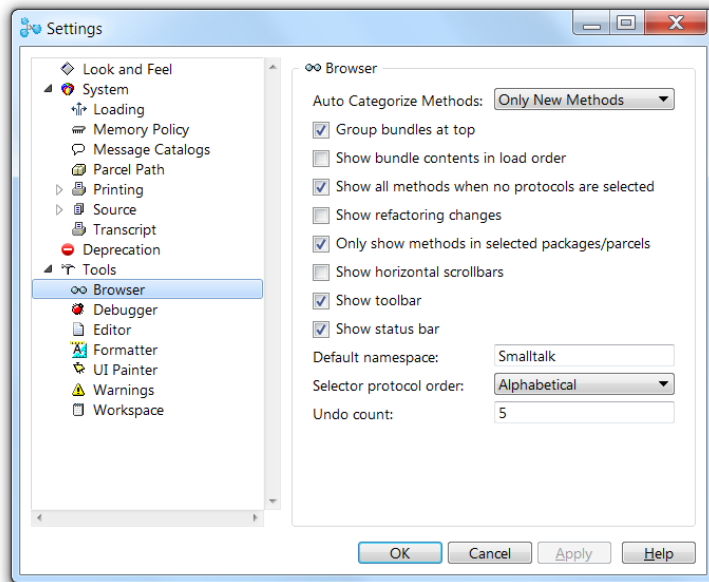 Settings
Look and Feel
System
Loading
Memory Policy
Message Catalogs
Parcel Path
Printing
Source
Transcript
Deprecation
Tools
Browser
Debugger
Editor
Formatter
UI Painter
Warnings
Workspace
Browser
Auto Categorize Methods: Only New Methods
Group bundles at top
Show bundle contents in load order
Show all methods when no protocols are selected
Show refactoring changes
Only show methods in selected packages/parcels
Show horizontal scrollbars
Show toolbar
Show status bar
Default namespace: Smalltalk
Selector protocol order: Alphabetical
Undo count: 5
OK Cancel Apply Help